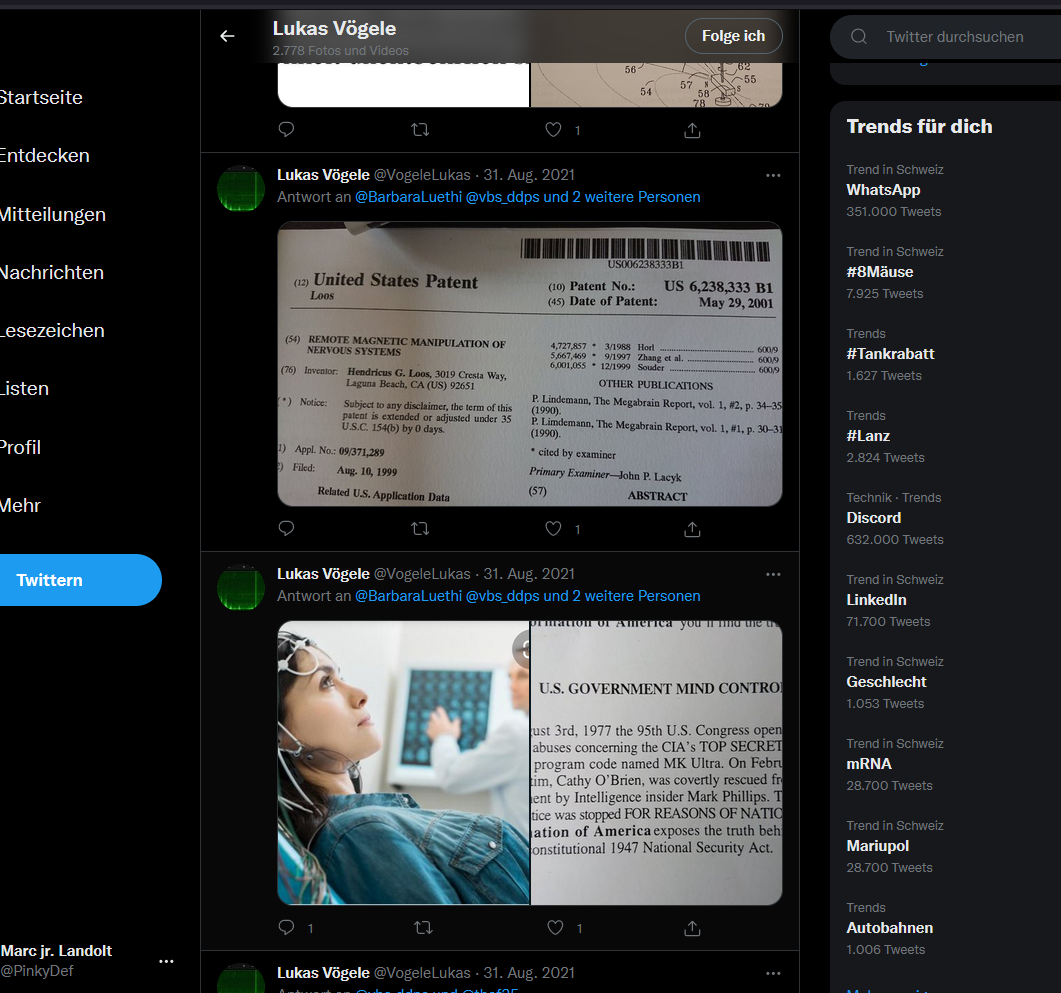 Lukas Vögele
2.778 Fotos und Videos
Folge ich
Twitter durchsuchen
Startseite
Entdecken
Mitteilungen
Nachrichten
Lesezeichen
Listen
Profil
Mehr
Twittern
Marc jr. Landolt
@PinkyDef
56
54
57
58
78
62
55
S
1
Lukas Vögele @VogeleLukas · 31. Aug. 2021
Antwort an @BarbaraLuethi @vbs_ddps und 2 weitere Personen
US006238333B1
(12) United States Patent
Loos
(10) Patent No.: US 6,238,333 B1
(45) Date of Patent: May 29, 2001
(54) REMOTE MAGNETIC MANIPULATION OF
NERVOUS SYSTEMS
(76) Inventor: Hendricus G. Loos, 3019 Cresta Way,
Laguna Beach, CA (US) 92651
(*) Notice: Subject to any disclaimer, the term of this
patent is extended or adjusted under 35
U.S.C. 154(b) by 0 days.
1) Appl. No.: 09/371,289
) Filed: Aug. 10, 1999
Related U.S. Application Data
4,727,857 * 3/1988 Horl ........................ 600/9
5,667,469 * 9/1997 Zhang et al. ........................ 600/9
6,001,055 * 12/1999 Souder ........................ 600/9
OTHER PUBLICATIONS
P. Lindemann, The Megabrain Report, vol. 1, #2, p. 34–35
(1990).
P. Lindemann, The Megabrain Report, vol. 1, #1, p. 30–31
(1990).
* cited by examiner
Primary Examiner—John P. Lacyk
(57) ABSTRACT
1
Lukas Vögele @VogeleLukas · 31. Aug. 2021
Antwort an @BarbaraLuethi @vbs_ddps und 2 weitere Personen
ormation of America you'll find the
U.S. GOVERNMENT MIND CONTRO
ust 3rd, 1977 the 95th U.S. Congress open
abuses concerning the CIA's TOP SECRET
program code named MK Ultra. On Febru
tim, Cathy O'Brien, was covertly rescued fr
ent by Intelligence insider Mark Phillips. T
tice was stopped FOR REASONS OF NATIO
ation of America exposes the truth beh
onstitutional 1947 National Security Act.
1
1
Lukas Vögele @VogeleLukas · 31. Aug. 2021
Trends für dich
Trend in Schweiz
WhatsApp
351.000 Tweets
Trend in Schweiz
#8Mäuse
7.925 Tweets
Trends
#Tankrabatt
1.627 Tweets
Trends
#Lanz
2.824 Tweets
Technik · Trends
Discord
632.000 Tweets
Trend in Schweiz
LinkedIn
71.700 Tweets
Trend in Schweiz
Geschlecht
1.053 Tweets
Trend in Schweiz
mRNA
28.700 Tweets
Trend in Schweiz
Mariupol
28.700 Tweets
Trends
Autobahnen
1.006 Tweets